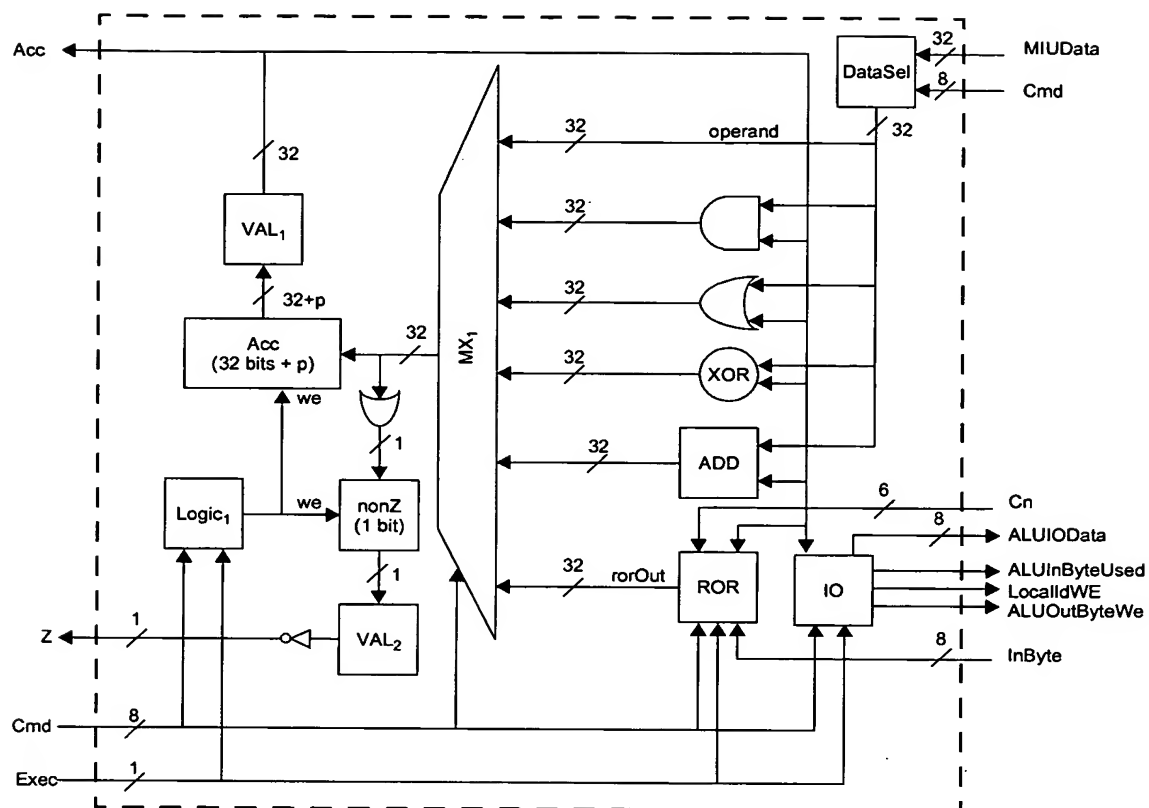 Acc
32
MIUData
DataSel
8
Cmd
32
32
operand
32
32
VAL1
32+p
32
Acc
(32 bits + p)
32
MX1
32
XOR
we
1
32
ADD
6
Cn
Logic1
we
nonZ
(1 bit)
8
ALUIOData
1
32
rorOut
ROR
IO
ALUInByteUsed
LocalIdWE
ALUOutByteWe
Z
1
VAL2
8
InByte
Cmd
8
Exec
1